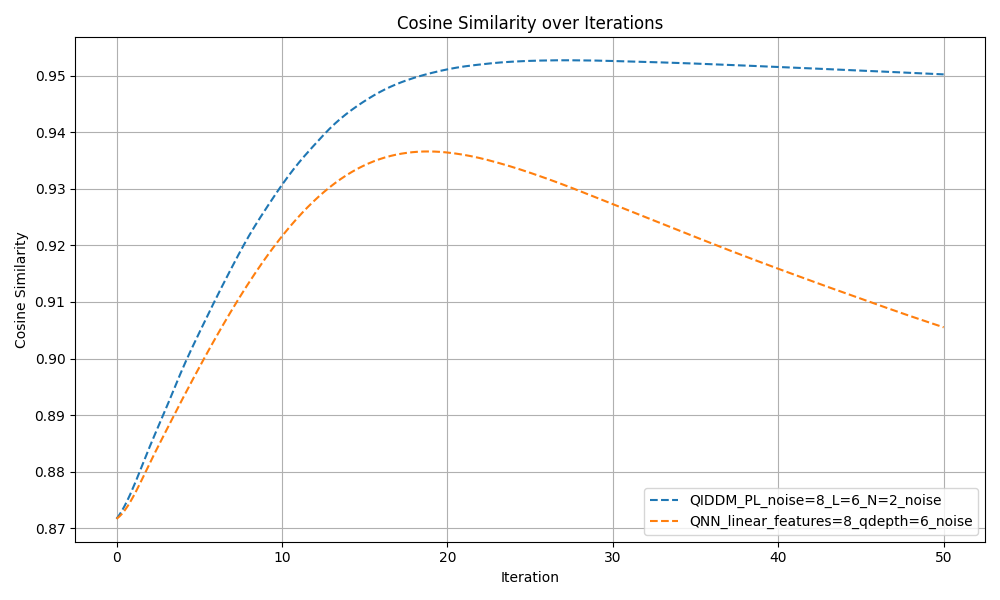 Cosine Similarity over Iterations
Cosine Similarity
0.95
0.94
0.93
0.92
0.91
0.90
0.89
0.88
0.87
QIDDM_PL_noise=8_L=6_N=2_noise
QNN_linear_features=8_qdepth=6_noise
0 10 20 30 40 50
Iteration